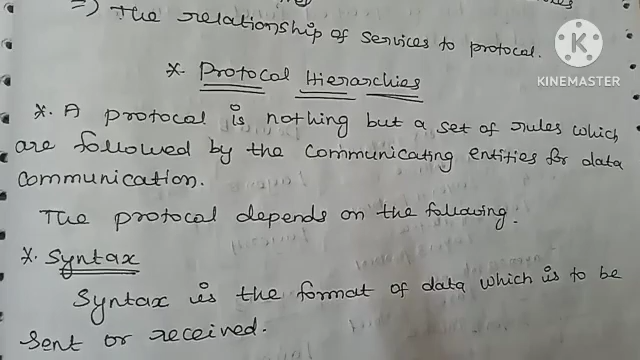 =) The relationship of services to protocol.
K
KINEMASTER
*. Protocol Hierarchies
*. A protocol is nothing but a set of rules which
are followed by the communicating entities for data
communication.
The protocol depends on the following.
*. Syntax
Syntax is the format of data which is to be
sent or received.